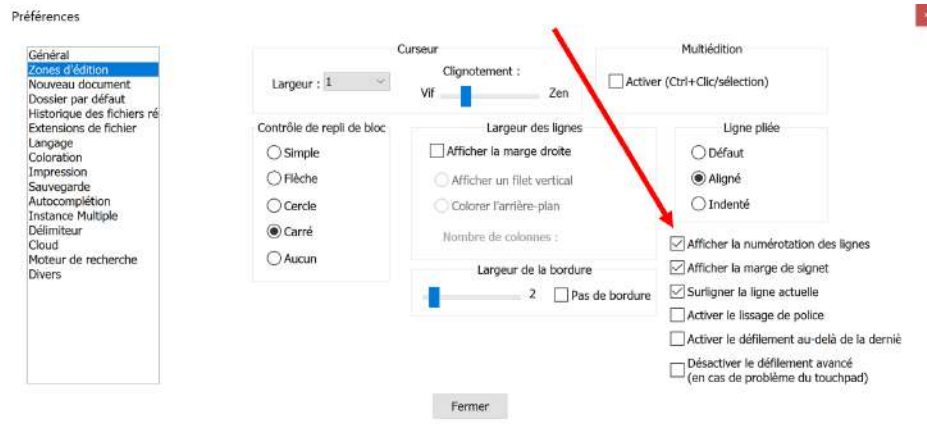 Préférences
Général
Zones d'édition
Nouveau document
Dossier par défaut
Historique des fichiers ré
Extensions de fichier
Langage
Coloration
Impression
Sauvegarde
Autocomplétion
Instance Multiple
Délimiteur
Cloud
Moteur de recherche
Divers
Curseur
Largeur : 1
Clignotement :
Vif
Zen
Multiédition
Activer (Ctrl+Clic/sélection)
Contrôle de repli de bloc
Simple
Flèche
Cercle
Carré
Aucun
Largeur des lignes
Afficher la marge droite
Afficher un filet vertical
Colorer l'arrière-plan
Nombre de colonnes :
Largeur de la bordure
2
Pas de bordure
Ligne pliée
Défaut
Aligné
Indenté
Afficher la numérotation des lignes
Afficher la marge de signet
Surligner la ligne actuelle
Activer le lissage de police
Activer le défilement au-delà de la derniè
Désactiver le défilement avancé
(en cas de problème du touchpad)
Fermer